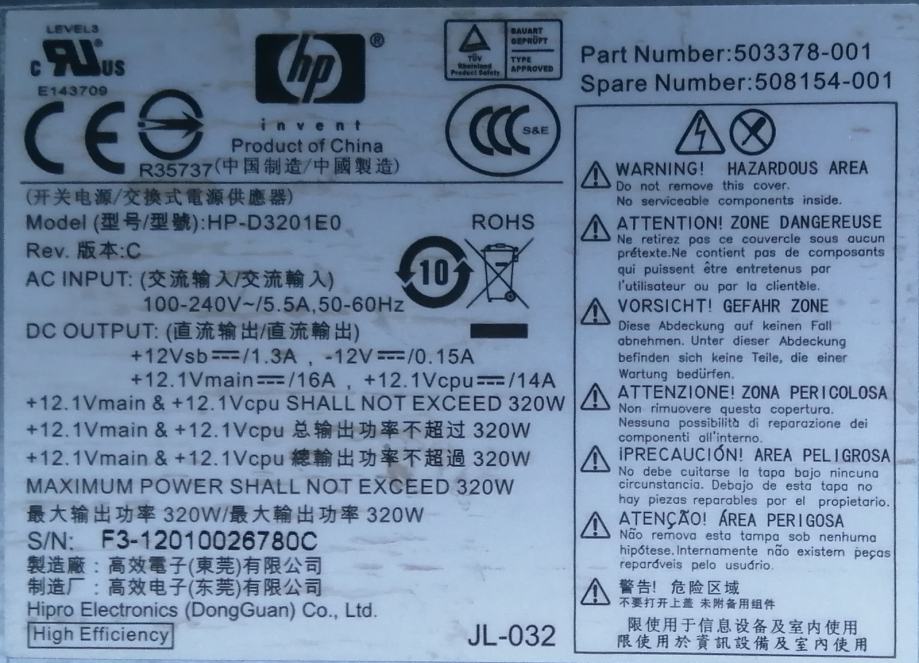 LEVEL3
c RU US
E143709
hp®
invent
Product of China
(中国制造/中國製造)
TÜV
Rheinland
Product Safety
BAUART
GEPRÜFT
TYPE
APPROVED
CCC S&E
CE
R35737
Part Number:503378-001
Spare Number:508154-001
(开关电源/交換式電源供應器)
Model (型号/型號):HP-D3201E0
Rev. 版本:C
ROHS
10
AC INPUT: (交流输入/交流輸入)
100-240V~/5.5A,50-60Hz
DC OUTPUT: (直流输出/直流輸出)
+12Vsb⎓/1.3A , -12V⎓/0.15A
+12.1Vmain⎓/16A , +12.1Vcpu⎓/14A
+12.1Vmain & +12.1Vcpu SHALL NOT EXCEED 320W
+12.1Vmain & +12.1Vcpu 总输出功率不超过 320W
+12.1Vmain & +12.1Vcpu 總輸出功率不超過 320W
MAXIMUM POWER SHALL NOT EXCEED 320W
最大输出功率 320W/最大輸出功率 320W
S/N: F3-12010026780C
製造廠:高效電子(東莞)有限公司
制造厂:高效电子(东莞)有限公司
Hipro Electronics (DongGuan) Co., Ltd.
High Efficiency
JL-032
WARNING! HAZARDOUS AREA
Do not remove this cover.
No serviceable components inside.
ATTENTION! ZONE DANGEREUSE
Ne retirez pas ce couvercle sous aucun
prétexte.Ne contient pas de composants
qui puissent être entretenus par
l'utilisateur ou par la clientèle.
VORSICHT! GEFAHR ZONE
Diese Abdeckung auf keinen Fall
abnehmen. Unter dieser Abdeckung
befinden sich keine Teile, die einer
Wartung bedürfen.
ATTENZIONE! ZONA PERICOLOSA
Non rimuovere questa copertura.
Nessuna possibilità di reparazione dei
componenti all'interno.
¡PRECAUCIÓN! AREA PELIGROSA
No debe cuitarse la tapa bajo nincuna
circunstancia. Debajo de esta tapa no
hay piezas reparables por el propietario.
ATENÇÃO! ÁREA PERIGOSA
Não remova esta tampa sob nenhuma
hipótese.Internamente não existem peças
reparáveis pelo usuário.
警告! 危险区域
不要打开上盖 未附备用组件
限使用于信息设备及室内使用
限使用於資訊設備及室內使用